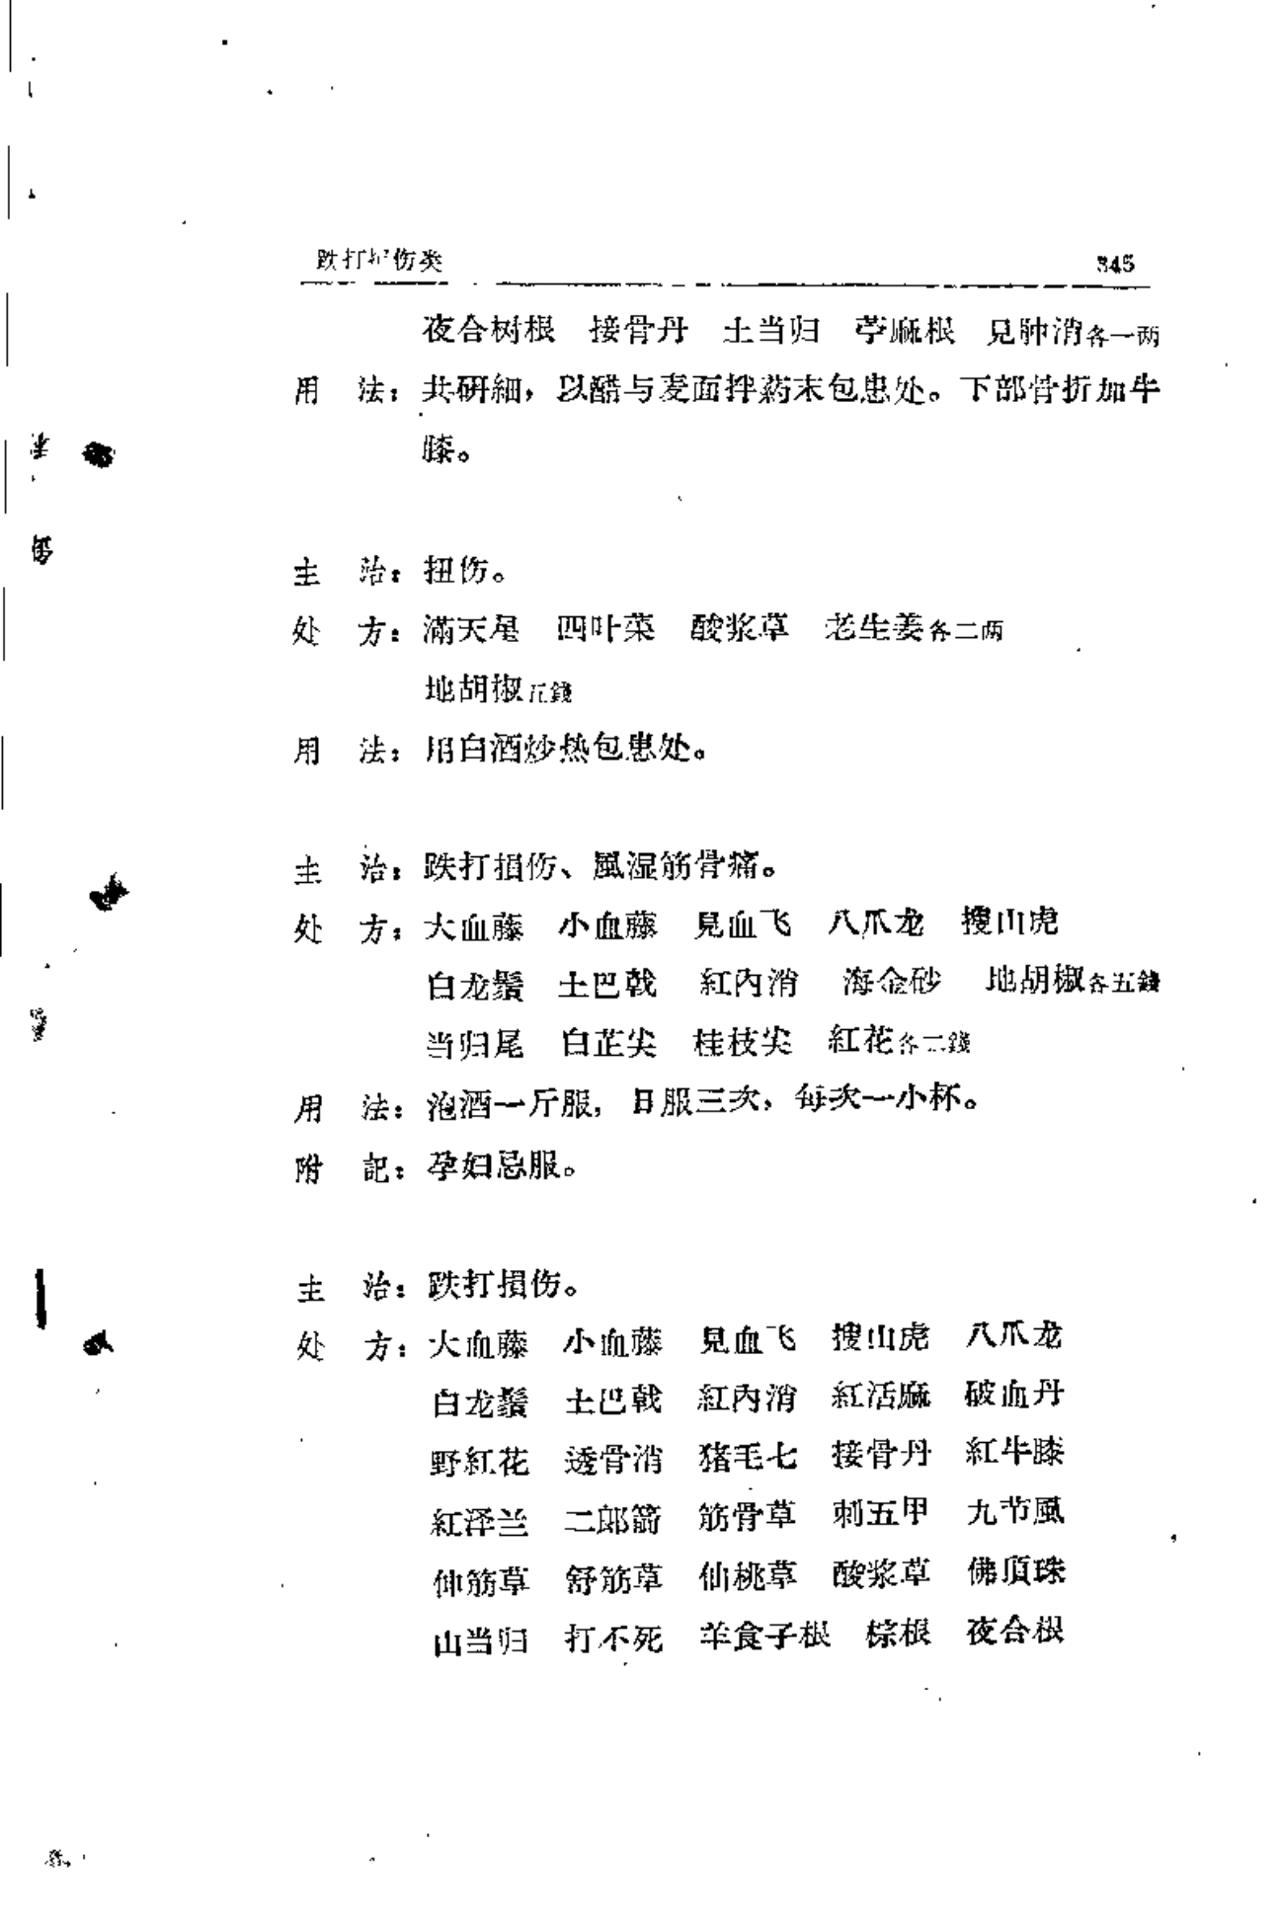 跌打损伤类 345
夜合树根 接骨丹 土当归 苧麻根 見肿消各一两
用 法：共研細，以醋与麦面拌葯末包患处。下部骨折加牛
膝。
主 治：扭伤。
处 方：滿天星 四叶菜 酸浆草 老生姜各二两
地胡椒五錢
用 法：用白酒炒热包患处。
主 治：跌打損伤、風湿筋骨痛。
处 方：大血藤 小血藤 見血飞 八爪龙 搜山虎
白龙鬚 土巴戟 紅內消 海金砂 地胡椒各五錢
当归尾 白芷尖 桂枝尖 紅花各二錢
用 法：泡酒一斤服，日服三次，每次一小杯。
附 記：孕妇忌服。
主 治：跌打損伤。
处 方：大血藤 小血藤 見血飞 搜山虎 八爪龙
白龙鬚 土巴戟 紅內消 紅活麻 破血丹
野紅花 透骨消 猪毛七 接骨丹 紅牛膝
紅泽兰 二郎箭 筋骨草 刺五甲 九节風
伸筋草 舒筋草 仙桃草 酸浆草 佛頂珠
山当归 打不死 羊食子根 棕根 夜合根